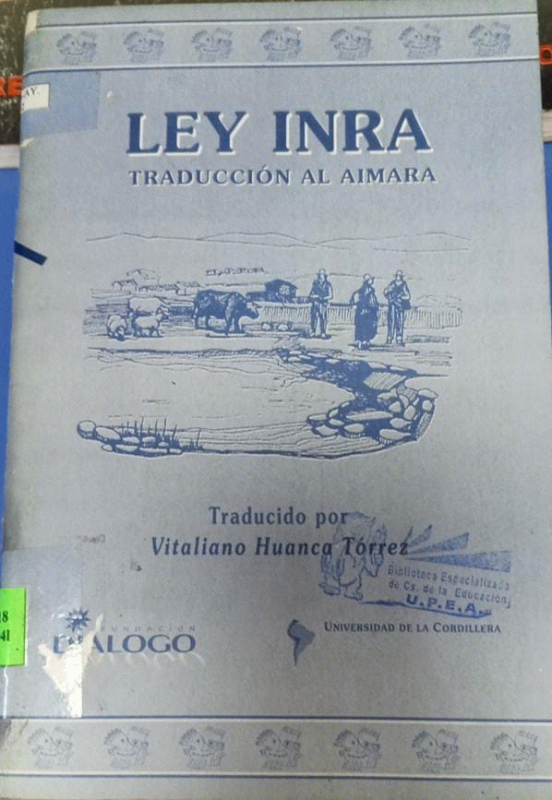 LEY INRA
TRADUCCIÓN AL AIMARA
Traducido por
Vitaliano Huanca Tórrez
Biblioteca Especializada
de Cs. de la Educación
U.P.E.A.
FUNDACION
DIALOGO
UNIVERSIDAD DE LA CORDILLERA